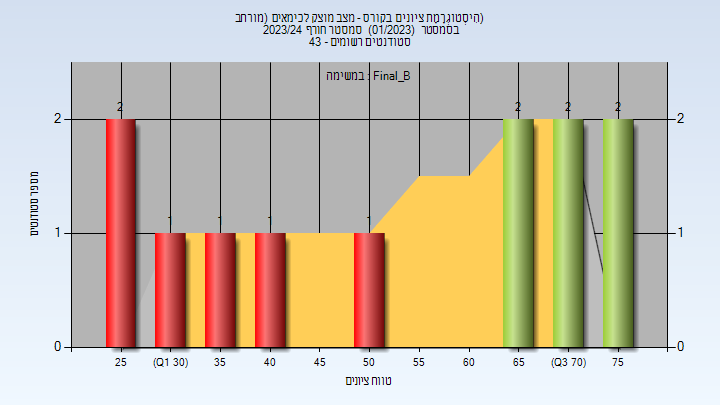 (היסטוגרמת ציונים בקורס - מצב מוצק לכימאים (מורחב
בסמסטר (01/2023) סמסטר חורף 2023/24
סטודנטים רשומים - 43
במשימה : Final_B
2 2 2 2
1 1 1 1
2 2
1 1
0 0
מספר סטודנטים
25 (Q1 30) 35 40 45 50 55 60 65 (Q3 70) 75
טווח ציונים